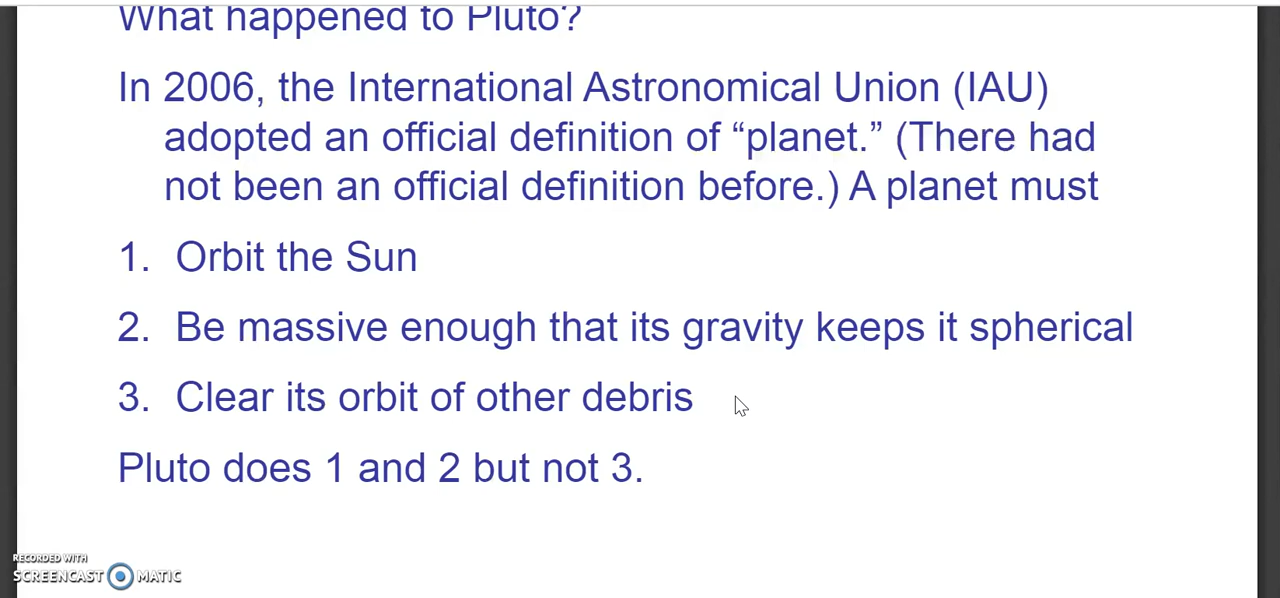 What happened to Pluto?
In 2006, the International Astronomical Union (IAU)
adopted an official definition of “planet.” (There had
not been an official definition before.) A planet must
1. Orbit the Sun
2. Be massive enough that its gravity keeps it spherical
3. Clear its orbit of other debris
Pluto does 1 and 2 but not 3.
RECORDED WITH
SCREENCAST MATIC